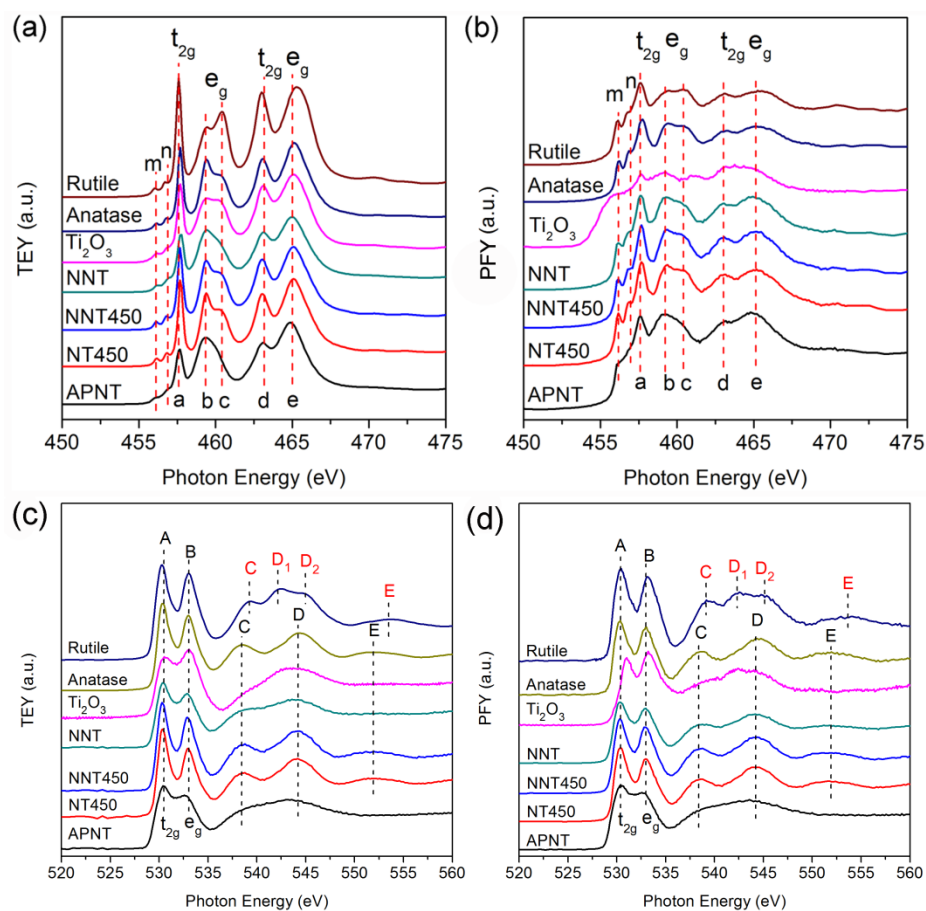 (a)
t2g
eg
t2g
eg
m
n
Rutile
Anatase
Ti2O3
NNT
NNT450
NT450
APNT
a
b
c
d
e
TEY (a.u.)
450 455 460 465 470 475
Photon Energy (eV)
(b)
t2g eg t2g eg
m
n
Rutile
Anatase
Ti2O3
NNT
NNT450
NT450
APNT
a b c d e
PFY (a.u.)
450 455 460 465 470 475
Photon Energy (eV)
(c)
A
B
C
D1
D2
E
C
D
E
Rutile
Anatase
Ti2O3
NNT
NNT450
NT450
APNT
t2g eg
TEY (a.u.)
520 525 530 535 540 545 550 555 560
Photon Energy (eV)
(d)
A
B
C
D1
D2
E
C
D
E
Rutile
Anatase
Ti2O3
NNT
NNT450
NT450
APNT
t2g eg
PFY (a.u.)
520 525 530 535 540 545 550 555 560
Photon Energy (eV)